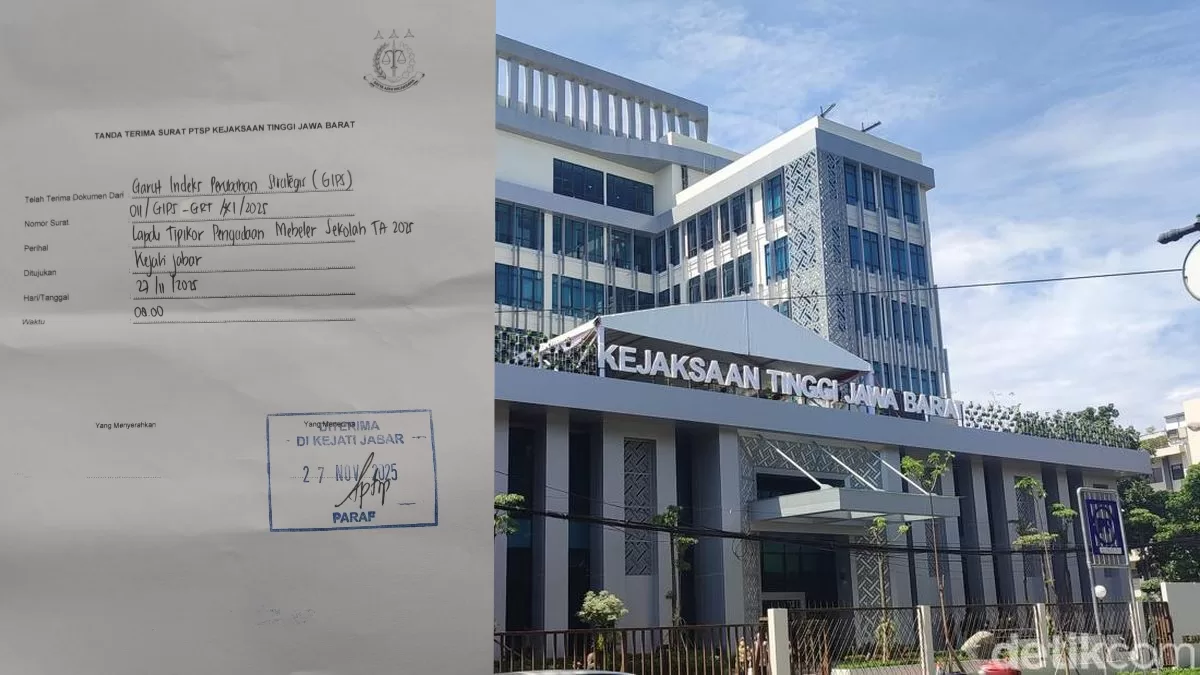 TANDA TERIMA SURAT PTSP KEJAKSAAN TINGGI JAWA BARAT
Telah Terima Dokumen Dari Garut Indeks Perubahan Strategis (GIPS)
Nomor Surat 011/GIPS-GRT/XI/2025
Perihal Lapdu Tipikor Pengadaan Mebeler Sekolah TA 2025
Ditujukan Kejati Jabar
Hari/Tanggal 27/11/2025
Waktu 08.00
Yang Menyerahkan
Yang Menerima
DITERIMA
DI KEJATI JABAR
27 NOV 2025
PARAF
KEJAKSAAN TINGGI JAWA BARAT
detikcom